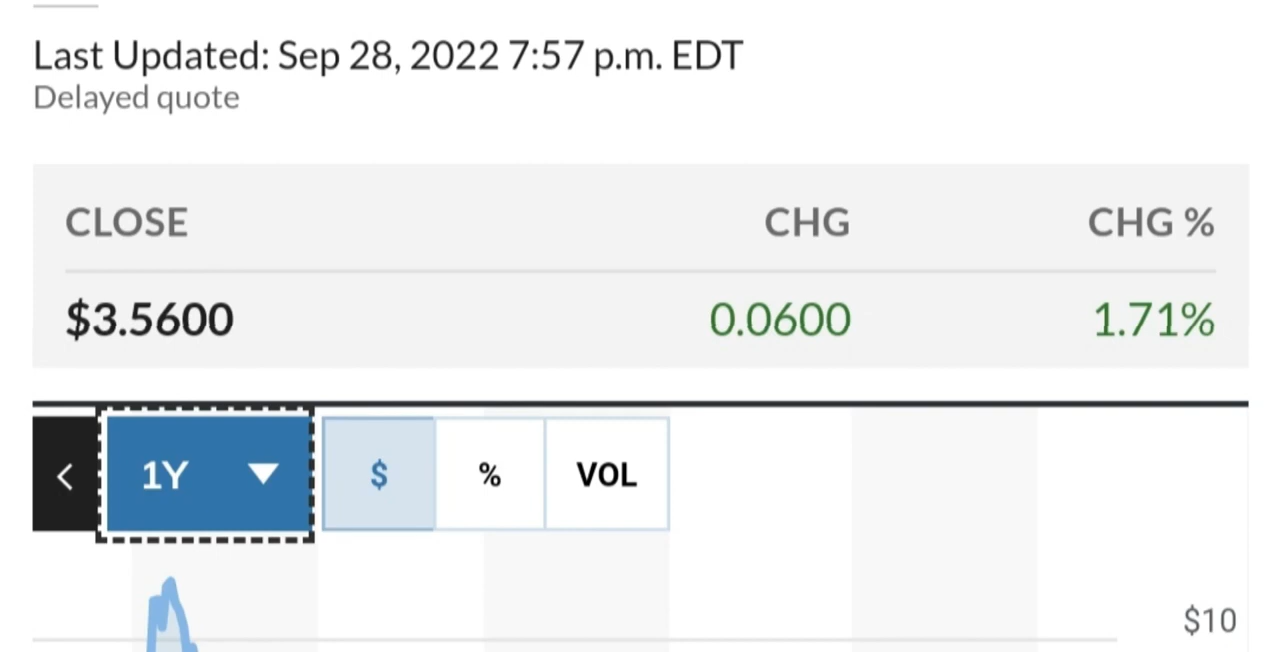 Last Updated: Sep 28, 2022 7:57 p.m. EDT
Delayed quote
CLOSE CHG CHG %
$3.5600 0.0600 1.71%
1Y $ % VOL
$10